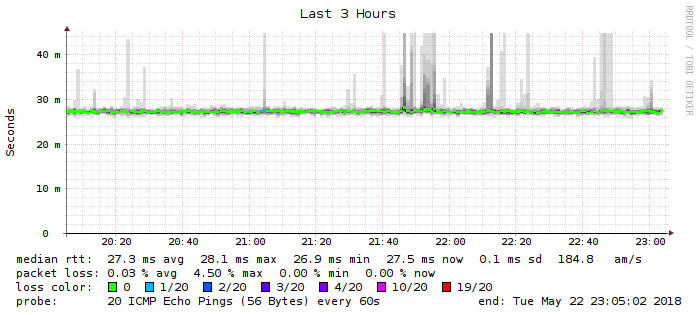 Last 3 Hours
RRDTOOL / TOBI OETIKER
Seconds
40 m
30 m
20 m
10 m
0
20:20 20:40 21:00 21:20 21:40 22:00 22:20 22:40 23:00
median rtt: 27.3 ms avg 28.1 ms max 26.9 ms min 27.5 ms now 0.1 ms sd 184.8 am/s
packet loss: 0.03 % avg 4.50 % max 0.00 % min 0.00 % now
loss color: 0 1/20 2/20 3/20 4/20 10/20 19/20
probe: 20 ICMP Echo Pings (56 Bytes) every 60s end: Tue May 22 23:05:02 2018